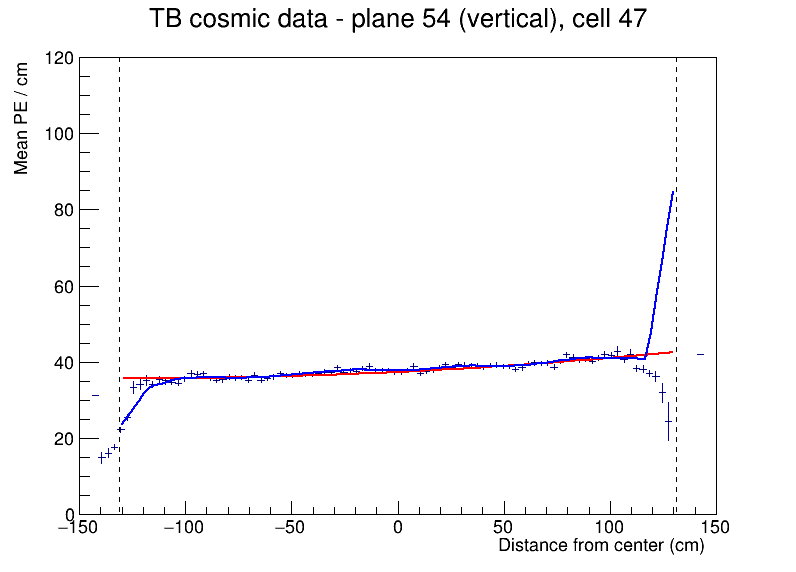 TB cosmic data - plane 54 (vertical), cell 47
Mean PE / cm
120
100
80
60
40
20
0
−150 −100 −50 0 50 100 150
Distance from center (cm)